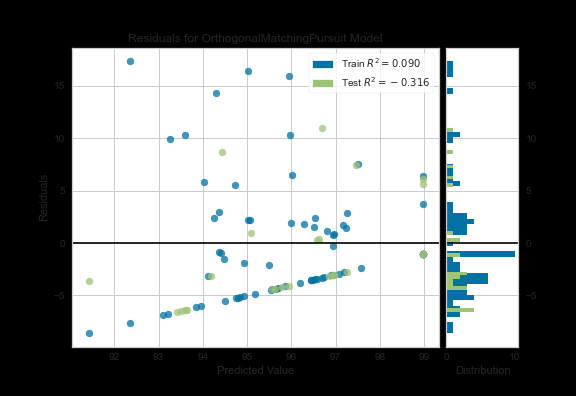 Residuals for OrthogonalMatchingPursuit Model
Train R² = 0.090
Test R² = −0.316
Residuals
15
10
5
0
−5
15
10
5
0
−5
92 93 94 95 96 97 98 99
0 10
Predicted Value
Distribution